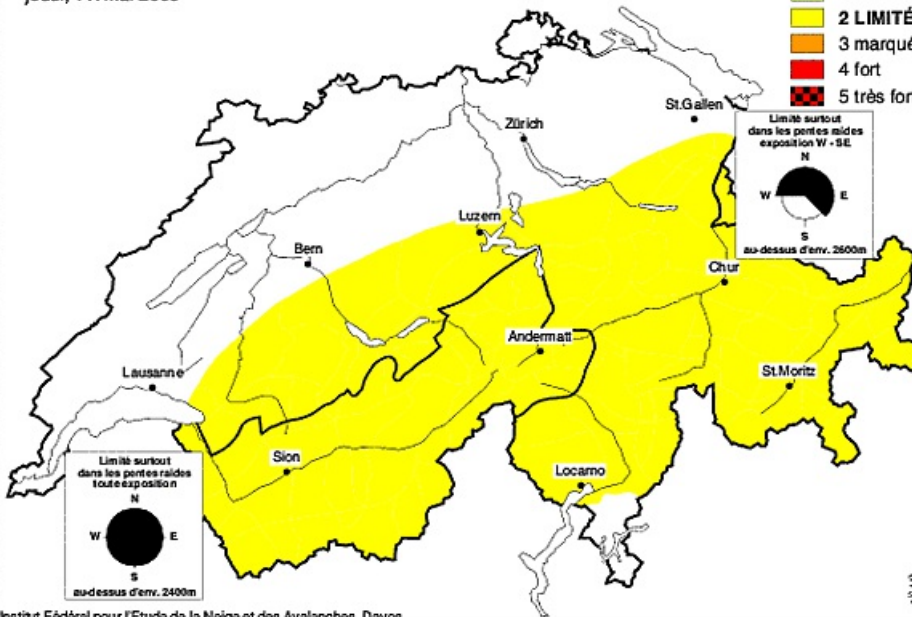 2 LIMITÉ
3 marqué
4 fort
5 très for
St.Gallen
Zürich
Limité surtout
dans les pentes raides
exposition W - SE
N
W E
S
au-dessus d'env. 2600m
Luzern
Bern
Chur
Andermatt
Lausanne
St.Moritz
Sion
Locarno
Limité surtout
dans les pentes raides
toute exposition
N
W E
S
au-dessus d'env. 2400m
Institut Fédéral pour l'Etude de la Neige et des Avalanches, Davos